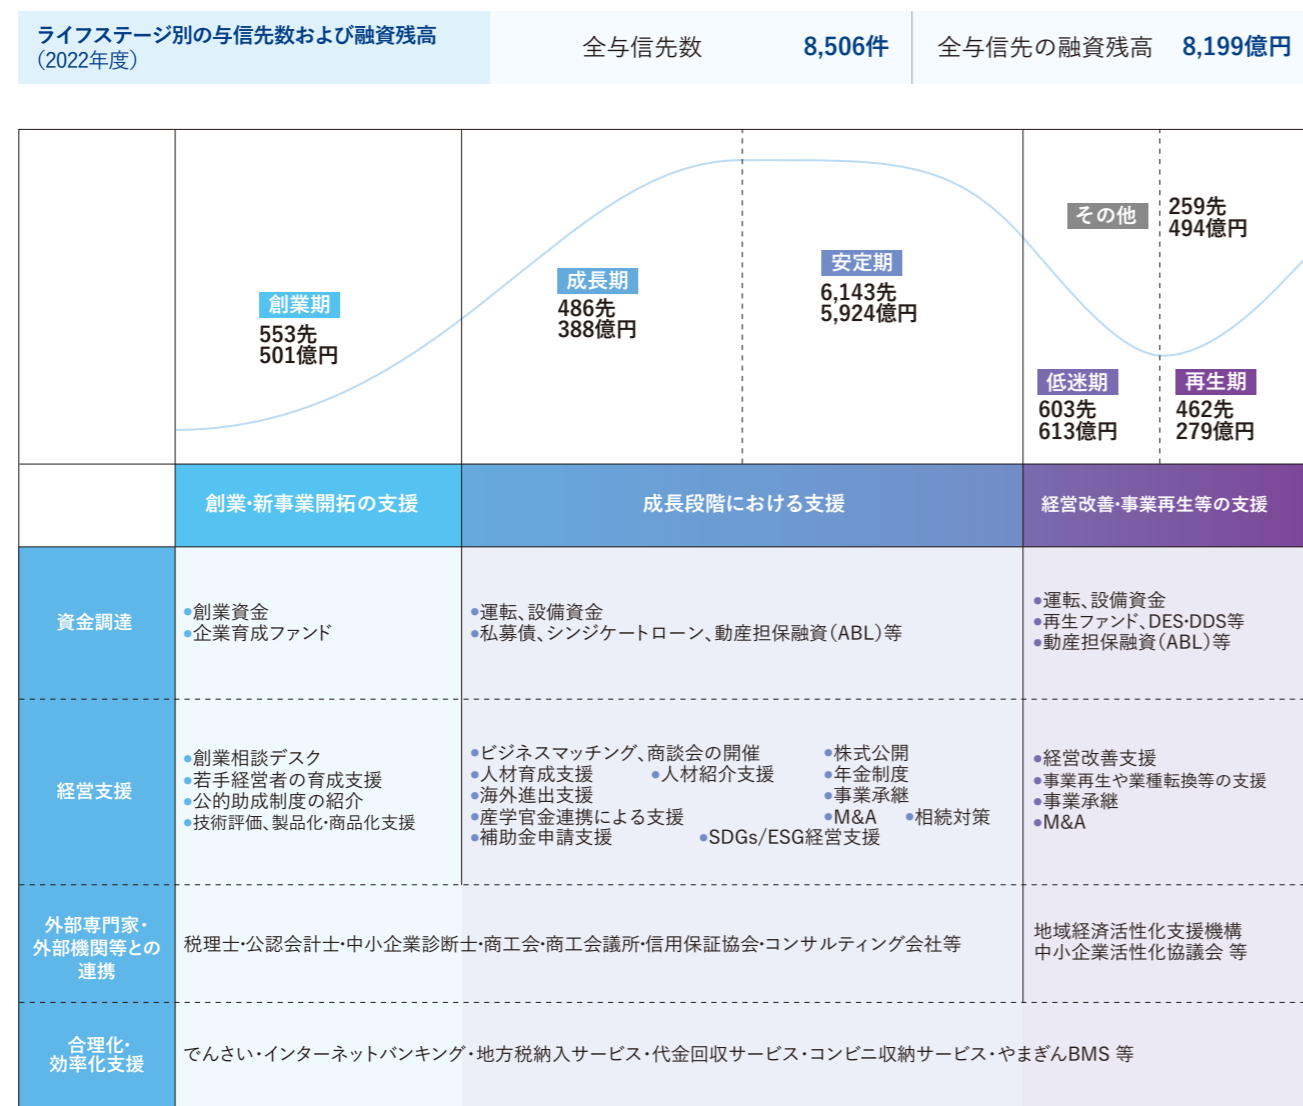 ライフステージ別の与信先数および融資残高
（2022年度）
全与信先数 8,506件
全与信先の融資残高 8,199億円
創業期
553先
501億円
成長期
486先
388億円
安定期
6,143先
5,924億円
その他
259先
494億円
低迷期
603先
613億円
再生期
462先
279億円
創業・新事業開拓の支援
成長段階における支援
経営改善・事業再生等の支援
資金調達
●創業資金
●企業育成ファンド
●運転、設備資金
●私募債、シンジケートローン、動産担保融資（ABL）等
●運転、設備資金
●再生ファンド、DES・DDS等
●動産担保融資（ABL）等
経営支援
●創業相談デスク
●若手経営者の育成支援
●公的助成制度の紹介
●技術評価、製品化・商品化支援
●ビジネスマッチング、商談会の開催 ●株式公開
●人材育成支援 ●人材紹介支援 ●年金制度
●海外進出支援 ●事業承継
●産学官金連携による支援 ●M&A ●相続対策
●補助金申請支援 ●SDGs/ESG経営支援
●経営改善支援
●事業再生や業種転換等の支援
●事業承継
●M&A
外部専門家・
外部機関等との
連携
税理士・公認会計士・中小企業診断士・商工会・商工会議所・信用保証協会・コンサルティング会社等
地域経済活性化支援機構
中小企業活性化協議会 等
合理化・
効率化支援
でんさい・インターネットバンキング・地方税納入サービス・代金回収サービス・コンビニ収納サービス・やまぎんBMS 等